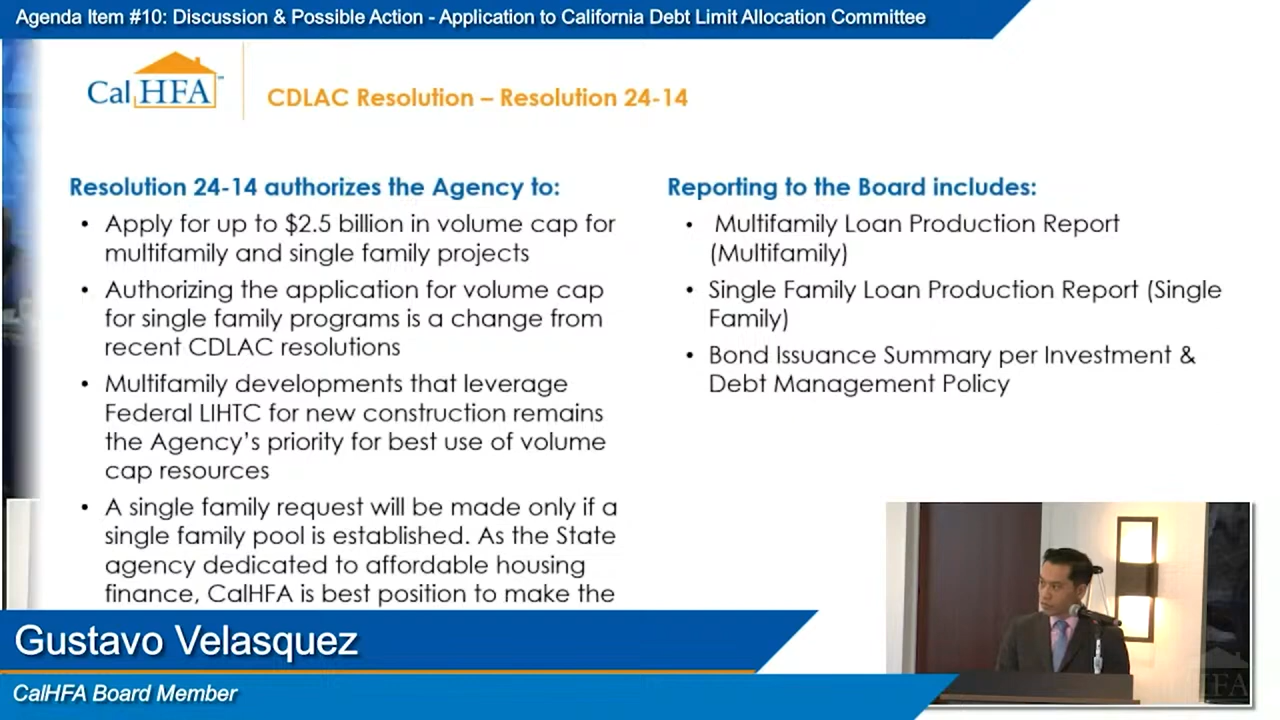 Agenda Item #10: Discussion & Possible Action - Application to California Debt Limit Allocation Committee
Cal HFA™
CDLAC Resolution – Resolution 24-14
Resolution 24-14 authorizes the Agency to:
• Apply for up to $2.5 billion in volume cap for
multifamily and single family projects
• Authorizing the application for volume cap
for single family programs is a change from
recent CDLAC resolutions
• Multifamily developments that leverage
Federal LIHTC for new construction remains
the Agency's priority for best use of volume
cap resources
• A single family request will be made only if a
single family pool is established. As the State
agency dedicated to affordable housing
finance, CalHFA is best position to make the
Reporting to the Board includes:
• Multifamily Loan Production Report
(Multifamily)
• Single Family Loan Production Report (Single
Family)
• Bond Issuance Summary per Investment &
Debt Management Policy
Gustavo Velasquez
CalHFA Board Member
HFA